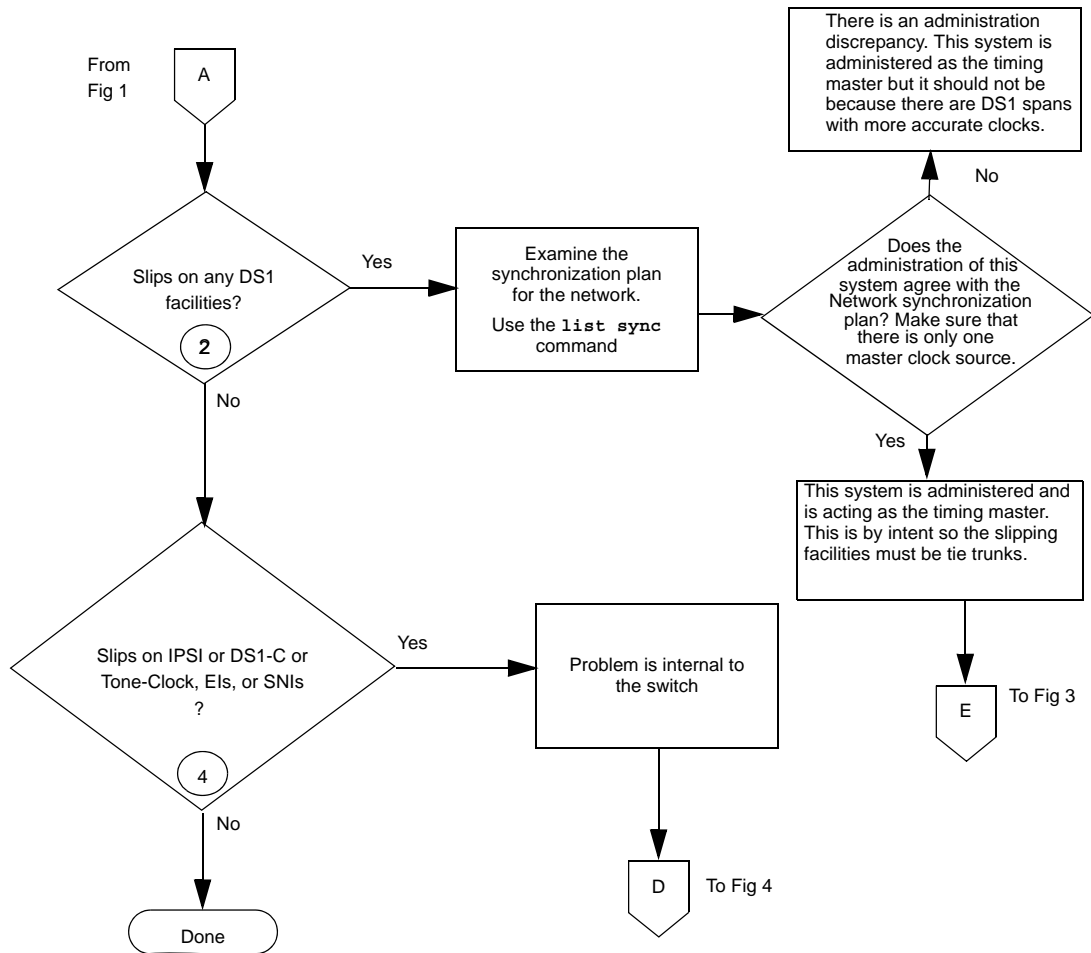 From
Fig 1
A
There is an administration
discrepancy. This system is
administered as the timing
master but it should not be
because there are DS1 spans
with more accurate clocks.
No
Slips on any DS1
facilities?
2
Yes
No
Examine the
synchronization plan
for the network.
Use the list sync
command
Does the
administration of this
system agree with the
Network synchronization
plan? Make sure that
there is only one
master clock source.
Yes
This system is administered and
is acting as the timing master.
This is by intent so the slipping
facilities must be tie trunks.
E
To Fig 3
Slips on IPSI or DS1-C or
Tone-Clock, EIs, or SNIs
?
4
Yes
No
Problem is internal to
the switch
D
To Fig 4
Done